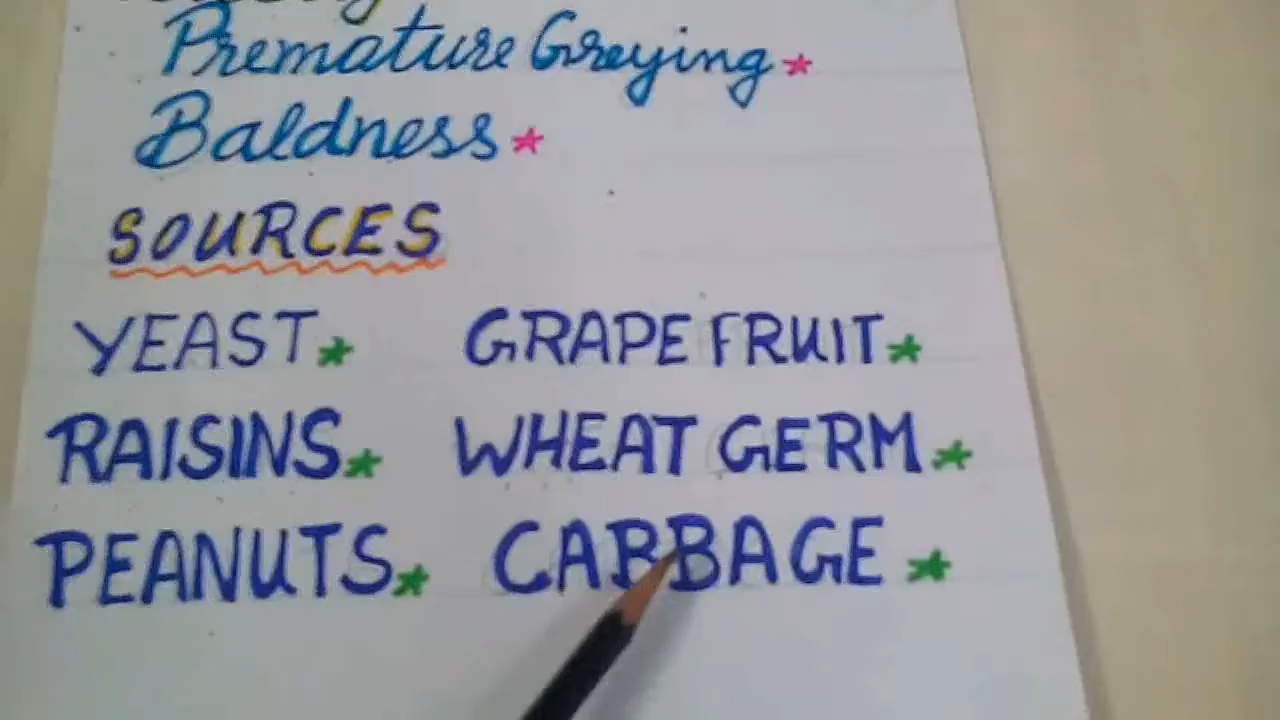 Premature Greying *
Baldness *
SOURCES
YEAST * GRAPE FRUIT *
RAISINS * WHEAT GERM *
PEANUTS * CABBAGE *